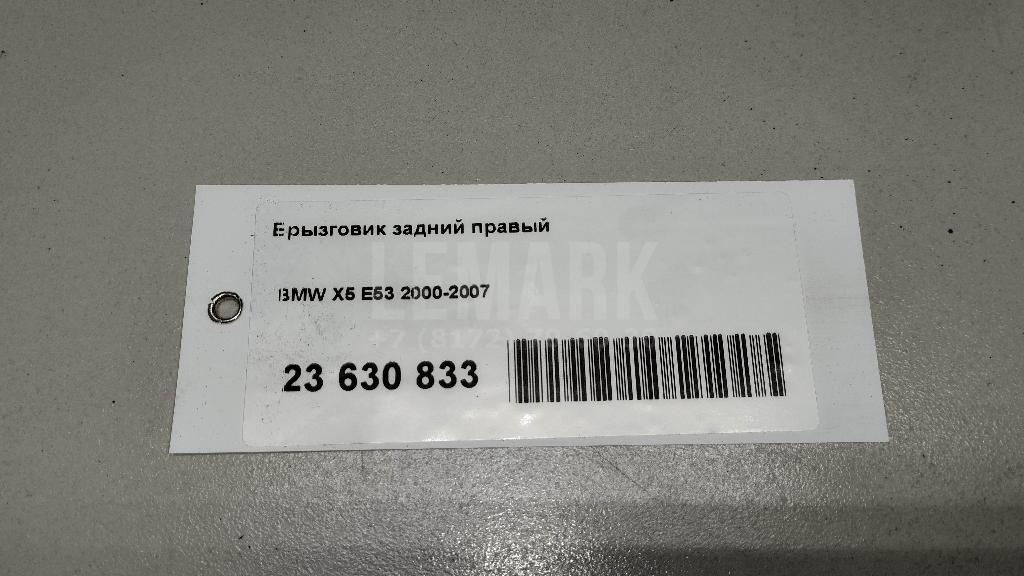 Брызговик задний правый
LEMARK
BMW X5 E53 2000-2007
23 630 833